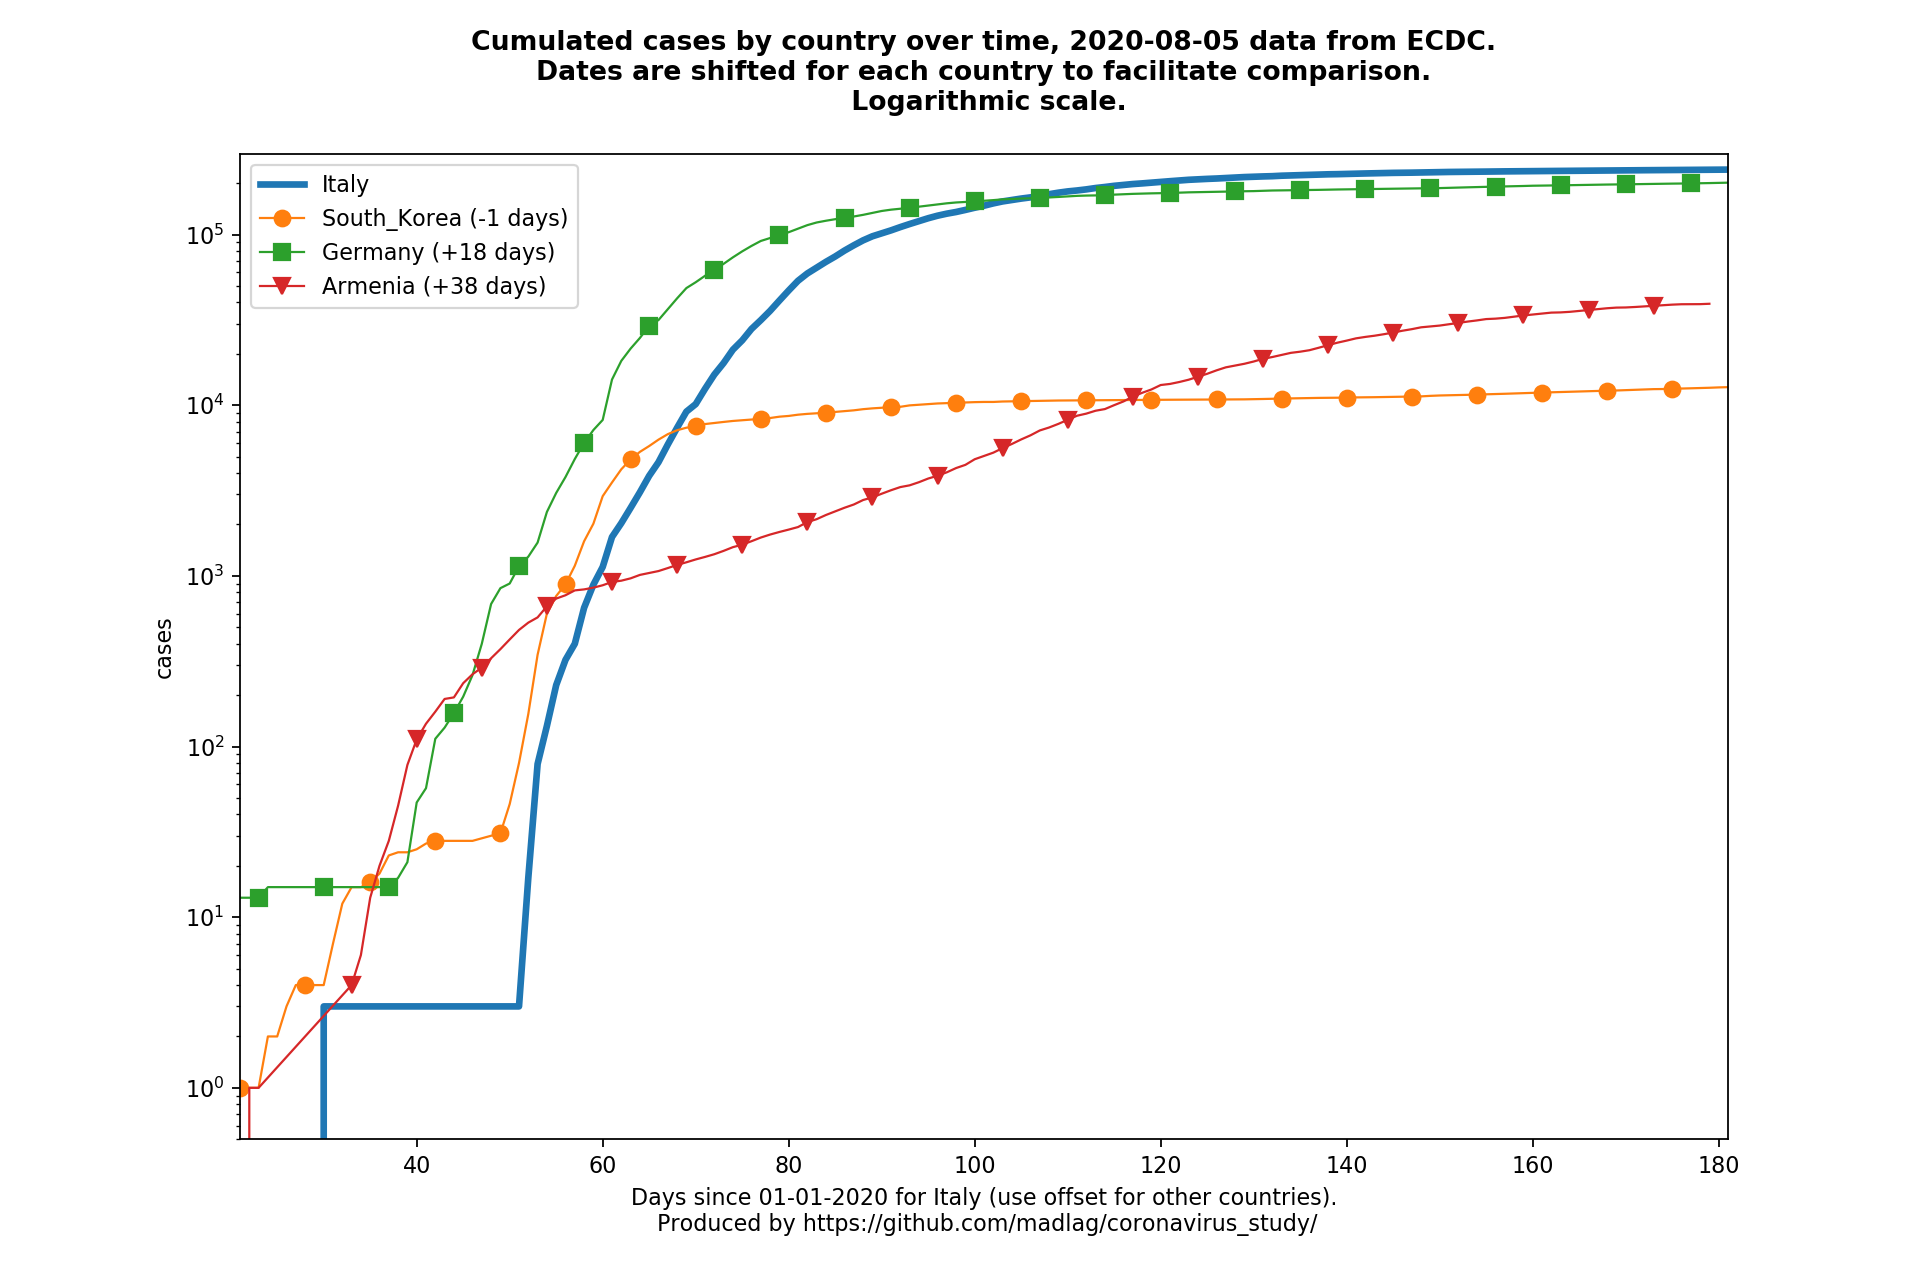 Cumulated cases by country over time, 2020-08-05 data from ECDC.
Dates are shifted for each country to facilitate comparison.
Logarithmic scale.
Italy
South_Korea (-1 days)
Germany (+18 days)
Armenia (+38 days)
10⁵
10⁴
10³
10²
10¹
10⁰
cases
40 60 80 100 120 140 160 180
Days since 01-01-2020 for Italy (use offset for other countries).
Produced by https://github.com/madlag/coronavirus_study/